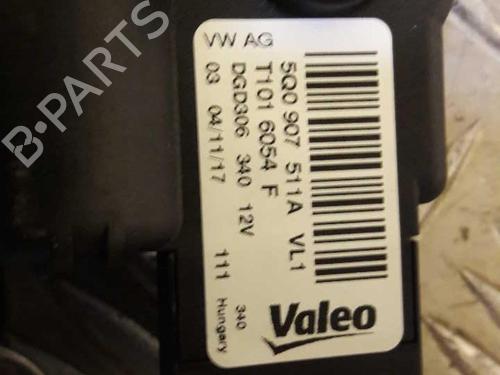 VW AG
5Q0 907 511A VL1
T101 6054 F
DGD306 340 12V
03 04/11/17 111
340
Hungary
Valeo
B-PARTS